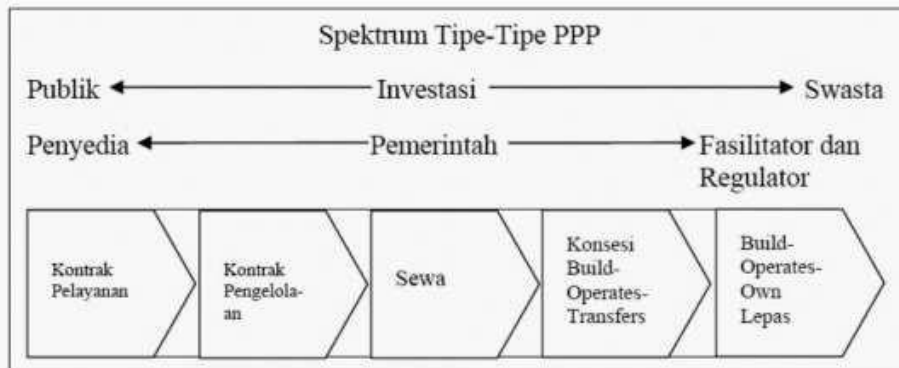 Spektrum Tipe-Tipe PPP
Publik Investasi Swasta
Penyedia Pemerintah Fasilitator dan
Regulator
Kontrak
Pelayanan
Kontrak
Pengelola-
an
Sewa
Konsesi
Build-
Operates-
Transfers
Build-
Operates-
Own
Lepas